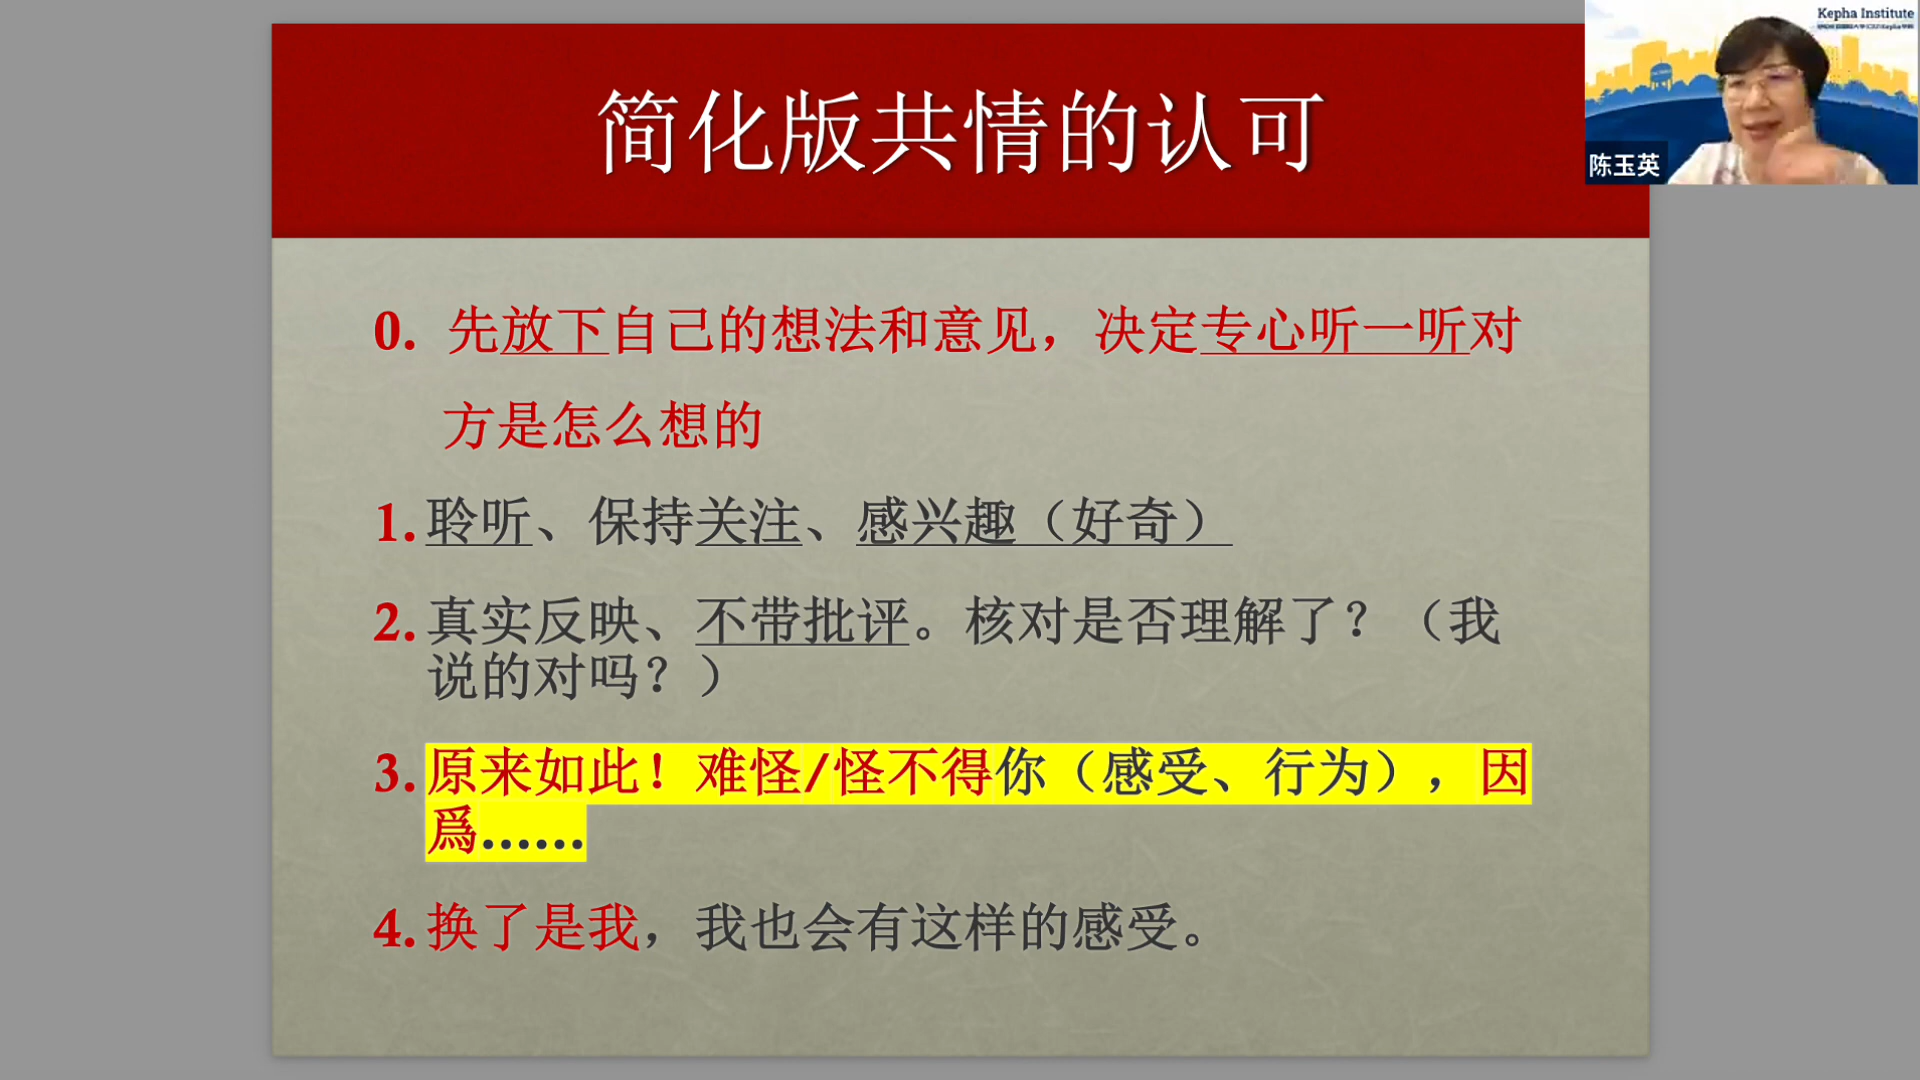 简化版共情的认可
Kepha Institute
陈玉英
0. 先放下自己的想法和意见，决定专心听一听对
方是怎么想的
1. 聆听、保持关注、感兴趣（好奇）
2. 真实反映、不带批评。核对是否理解了？（我
说的对吗？）
3. 原来如此！难怪/怪不得你（感受、行为），因
爲……
4. 换了是我，我也会有这样的感受。